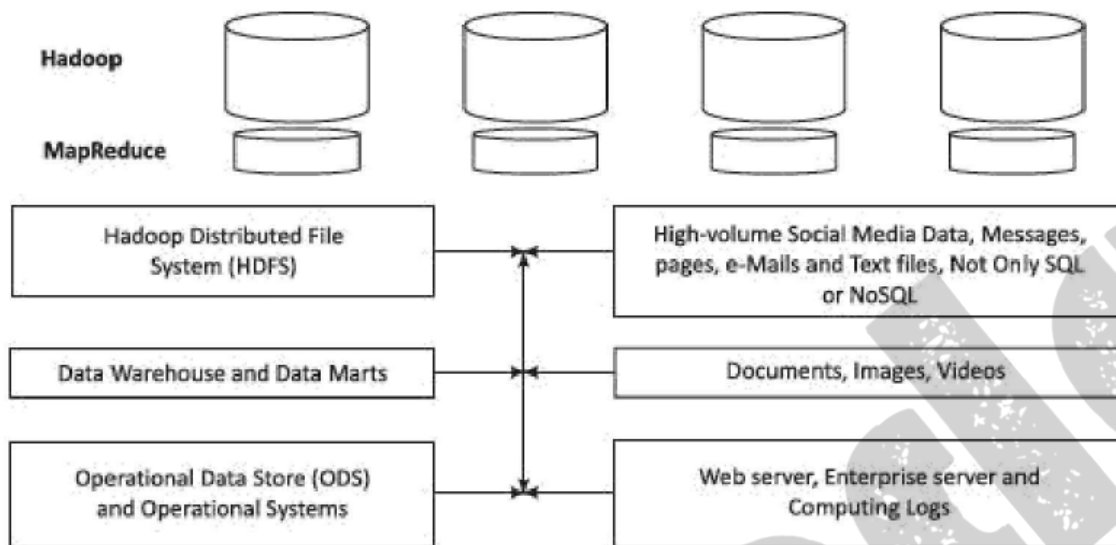 Hadoop
MapReduce
Hadoop Distributed File
System (HDFS)
High-volume Social Media Data, Messages,
pages, e-Mails and Text files, Not Only SQL
or NoSQL
Data Warehouse and Data Marts
Documents, Images, Videos
Operational Data Store (ODS)
and Operational Systems
Web server, Enterprise server and
Computing Logs